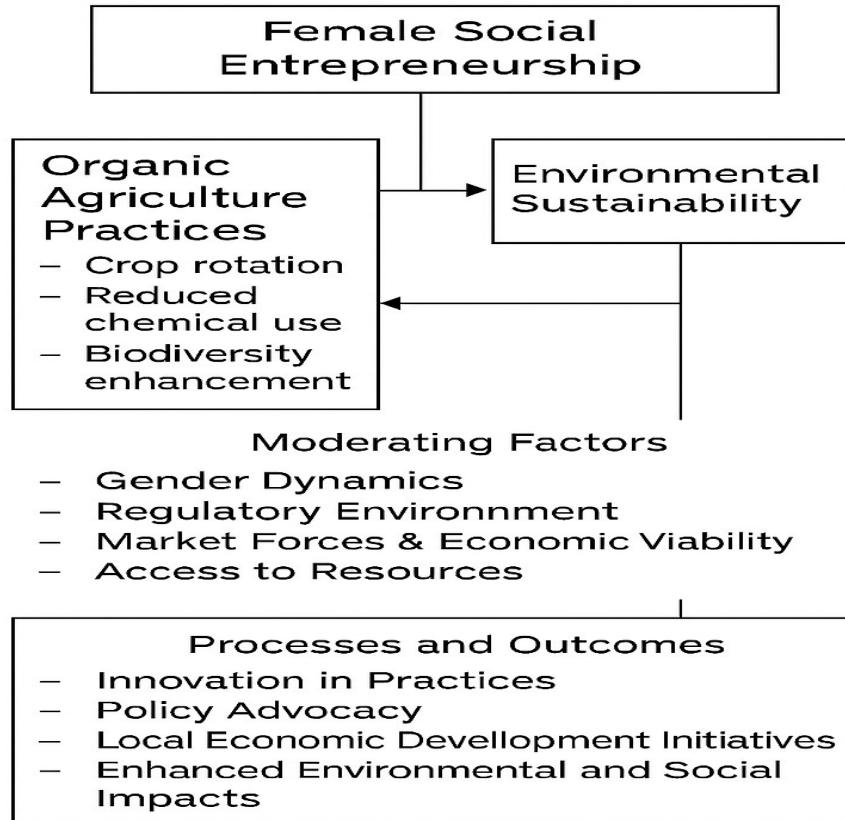 Female Social
Entrepreneurship
Organic
Agriculture
Practices
– Crop rotation
– Reduced
chemical use
– Biodiversity
enhancement
Environmental
Sustainability
Moderating Factors
– Gender Dynamics
– Regulatory Environnment
– Market Forces & Economic Viability
– Access to Resources
Processes and Outcomes
– Innovation in Practices
– Policy Advocacy
– Local Economic Devellopment Initiatives
– Enhanced Environmental and Social
Impacts